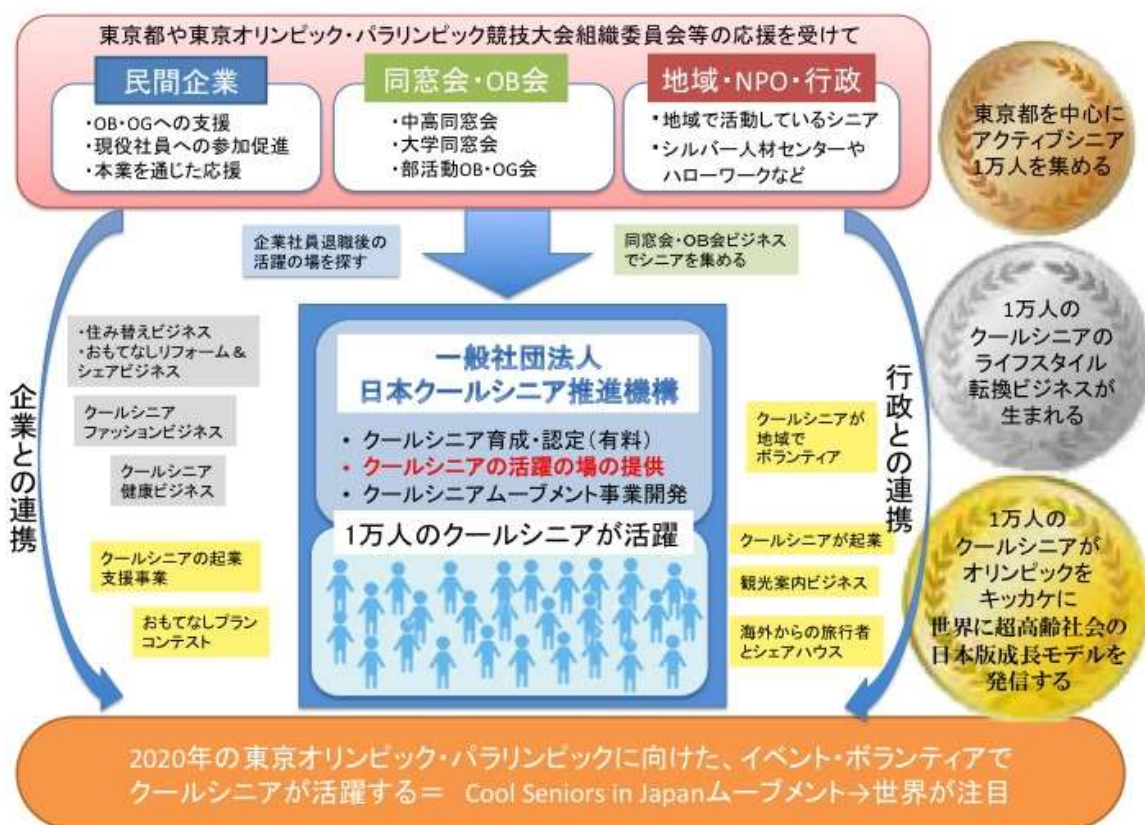 東京都や東京オリンピック・パラリンピック競技大会組織委員会等の応援を受けて
民間企業
・OB・OGへの支援
・現役社員への参加促進
・本業を通じた応援
同窓会・OB会
・中高同窓会
・大学同窓会
・部活動OB・OG会
地域・NPO・行政
・地域で活動しているシニア
・シルバー人材センターや
ハローワークなど
東京都を中心に
アクティブシニア
1万人を集める
企業社員退職後の
活躍の場を探す
同窓会・OB会ビジネス
でシニアを集める
企業との連携
・住み替えビジネス
・おもてなしリフォーム＆
シェアビジネス
クールシニア
ファッションビジネス
クールシニア
健康ビジネス
クールシニアの起業
支援事業
おもてなしプラン
コンテスト
一般社団法人
日本クールシニア推進機構
・クールシニア育成・認定（有料）
・クールシニアの活躍の場の提供
・クールシニアムーブメント事業開発
1万人のクールシニアが活躍
クールシニアが
地域で
ボランティア
クールシニアが起業
観光案内ビジネス
海外からの旅行者
とシェアハウス
行政との連携
1万人の
クールシニアの
ライフスタイル
転換ビジネスが
生まれる
1万人の
クールシニアが
オリンピックを
キッカケに
世界に超高齢社会の
日本版成長モデルを
発信する
2020年の東京オリンピック・パラリンピックに向けた、イベント・ボランティアで
クールシニアが活躍する＝ Cool Seniors in Japanムーブメント→世界が注目